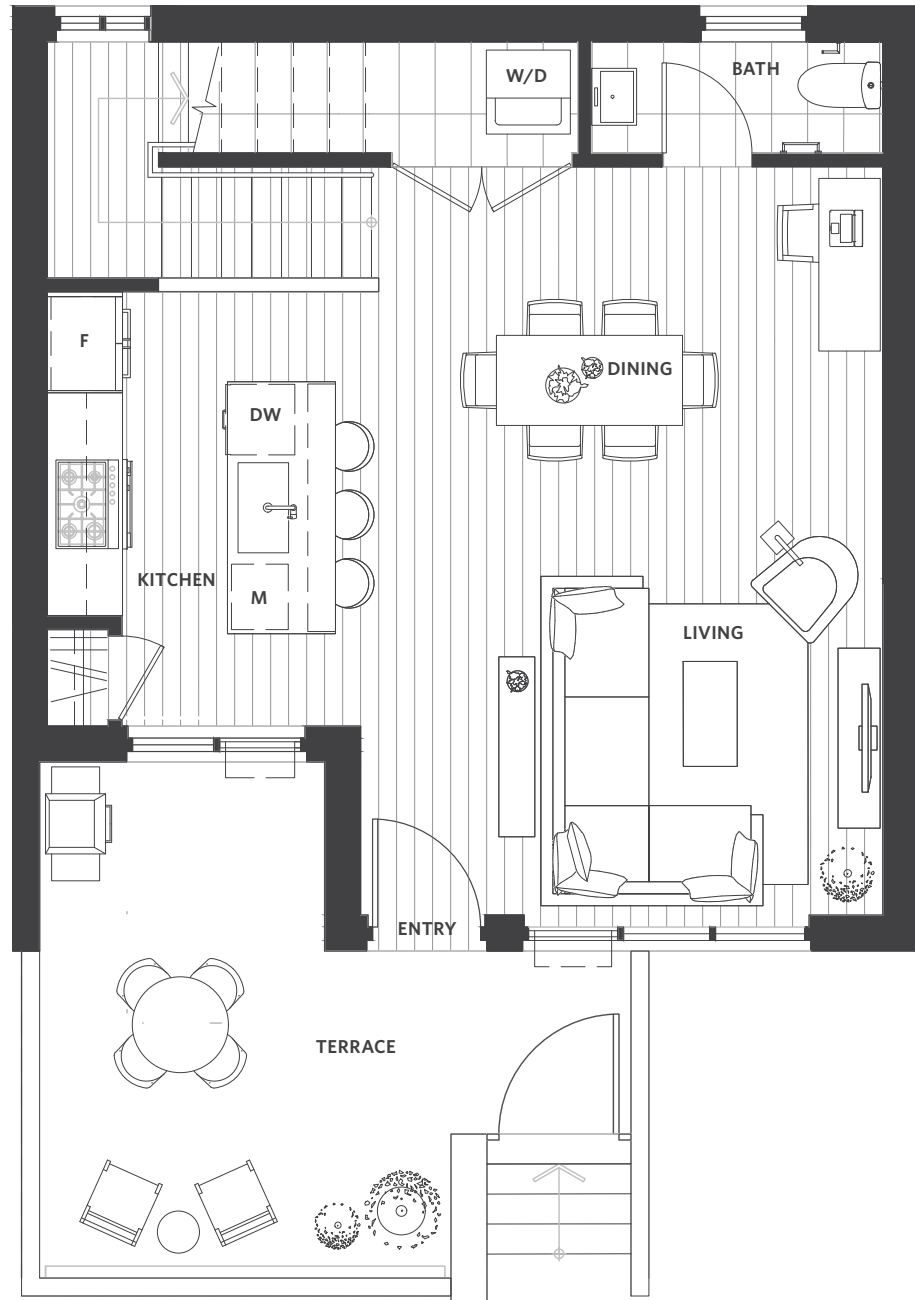 W/D
BATH
F
DINING
DW
KITCHEN
M
LIVING
ENTRY
TERRACE